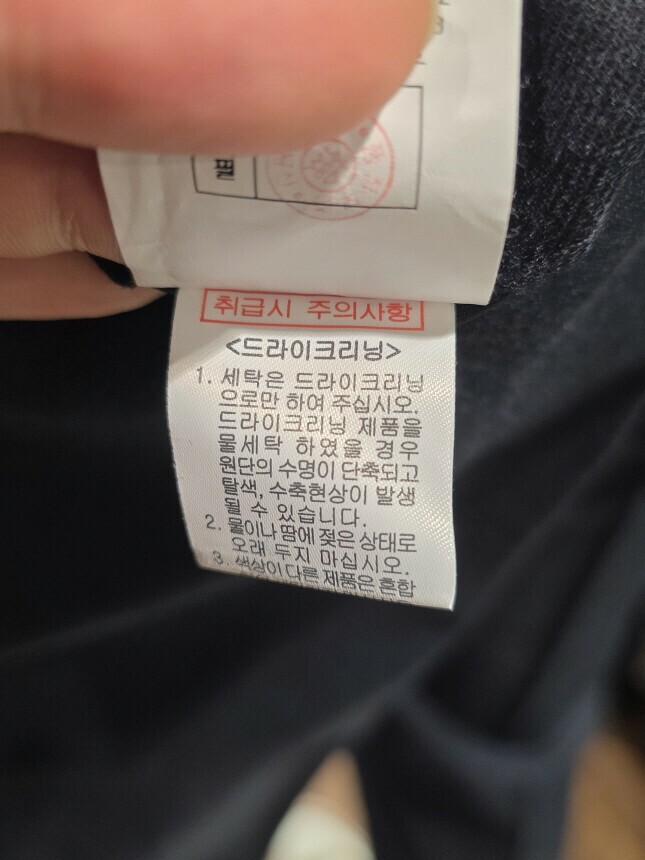 취급시 주의사항
<드라이크리닝>
1. 세탁은 드라이크리닝
으로만 하여 주십시오.
드라이크리닝 제품을
물세탁 하였을 경우
원단의 수명이 단축되고
탈색, 수축현상이 발생
될 수 있습니다.
2. 물이나 땀에 젖은 상태로
오래 두지 마십시오.
3. 색상이 다른 제품은 혼합